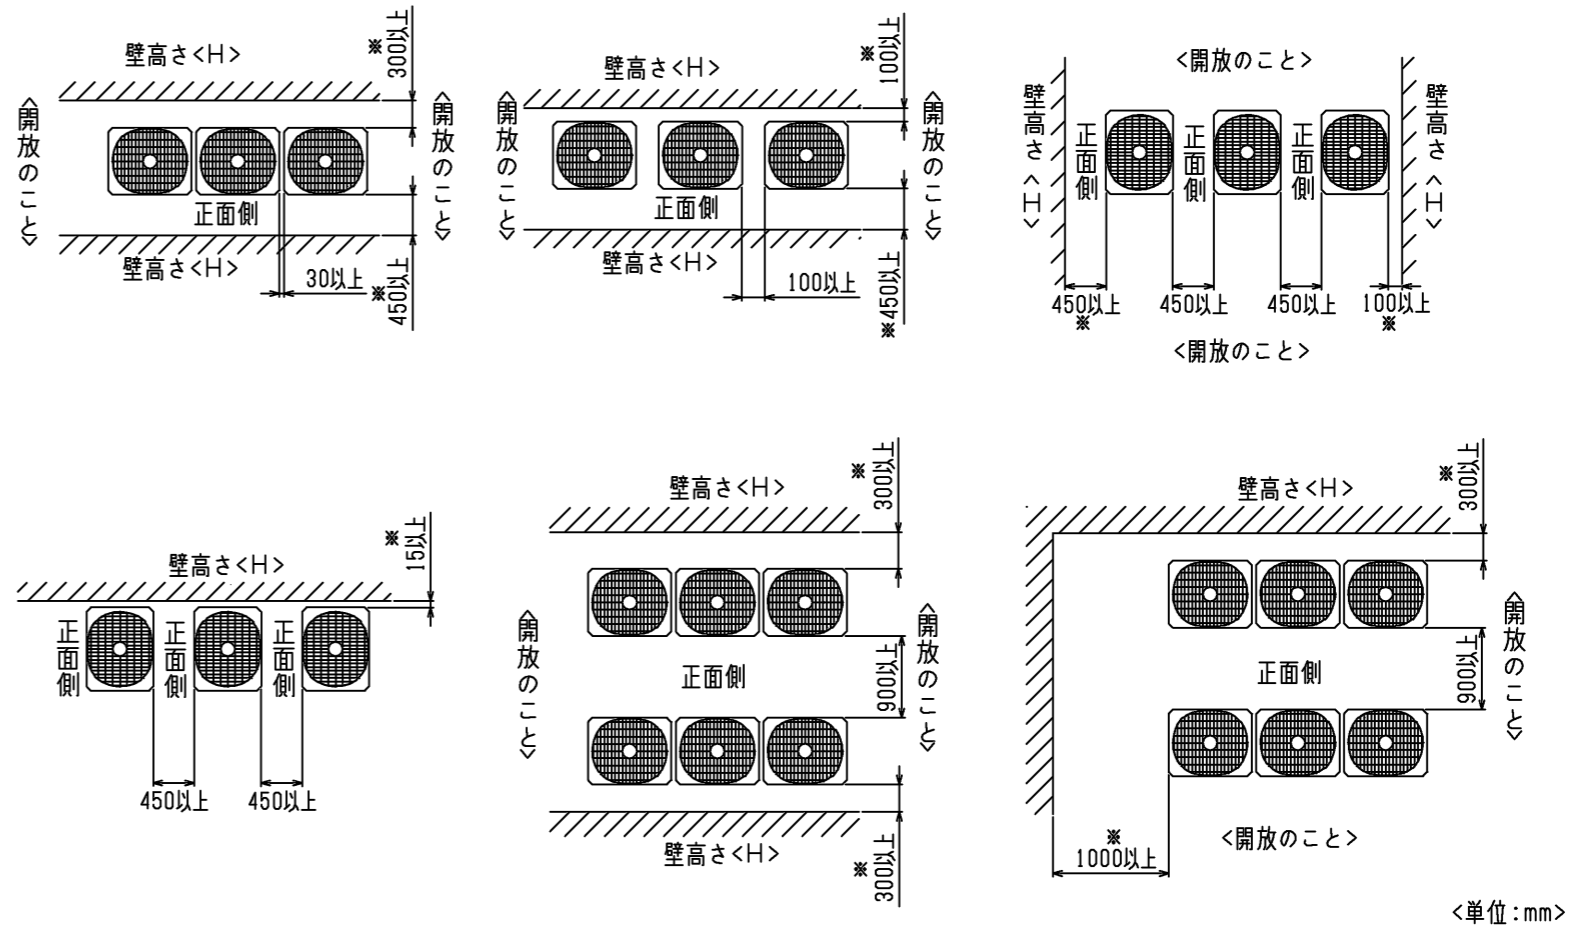 壁高さ<H>
※
300以上
<開放のこと>
<開放のこと>
正面側
壁高さ<H>
30以上
※
450以上
壁高さ<H>
※
100以上
<開放のこと>
<開放のこと>
正面側
壁高さ<H>
100以上
※450以上
<開放のこと>
壁高さ<H>
正面側
正面側
正面側
壁高さ<H>
450以上
※
450以上
450以上
100以上
※
<開放のこと>
壁高さ<H>
※
15以上
正面側
正面側
正面側
450以上
450以上
壁高さ<H>
※
300以上
<開放のこと>
正面側
900以上
<開放のこと>
壁高さ<H>
※
300以上
壁高さ<H>
※
300以上
正面側
900以上
<開放のこと>
※
1000以上
<開放のこと>
<単位:mm>